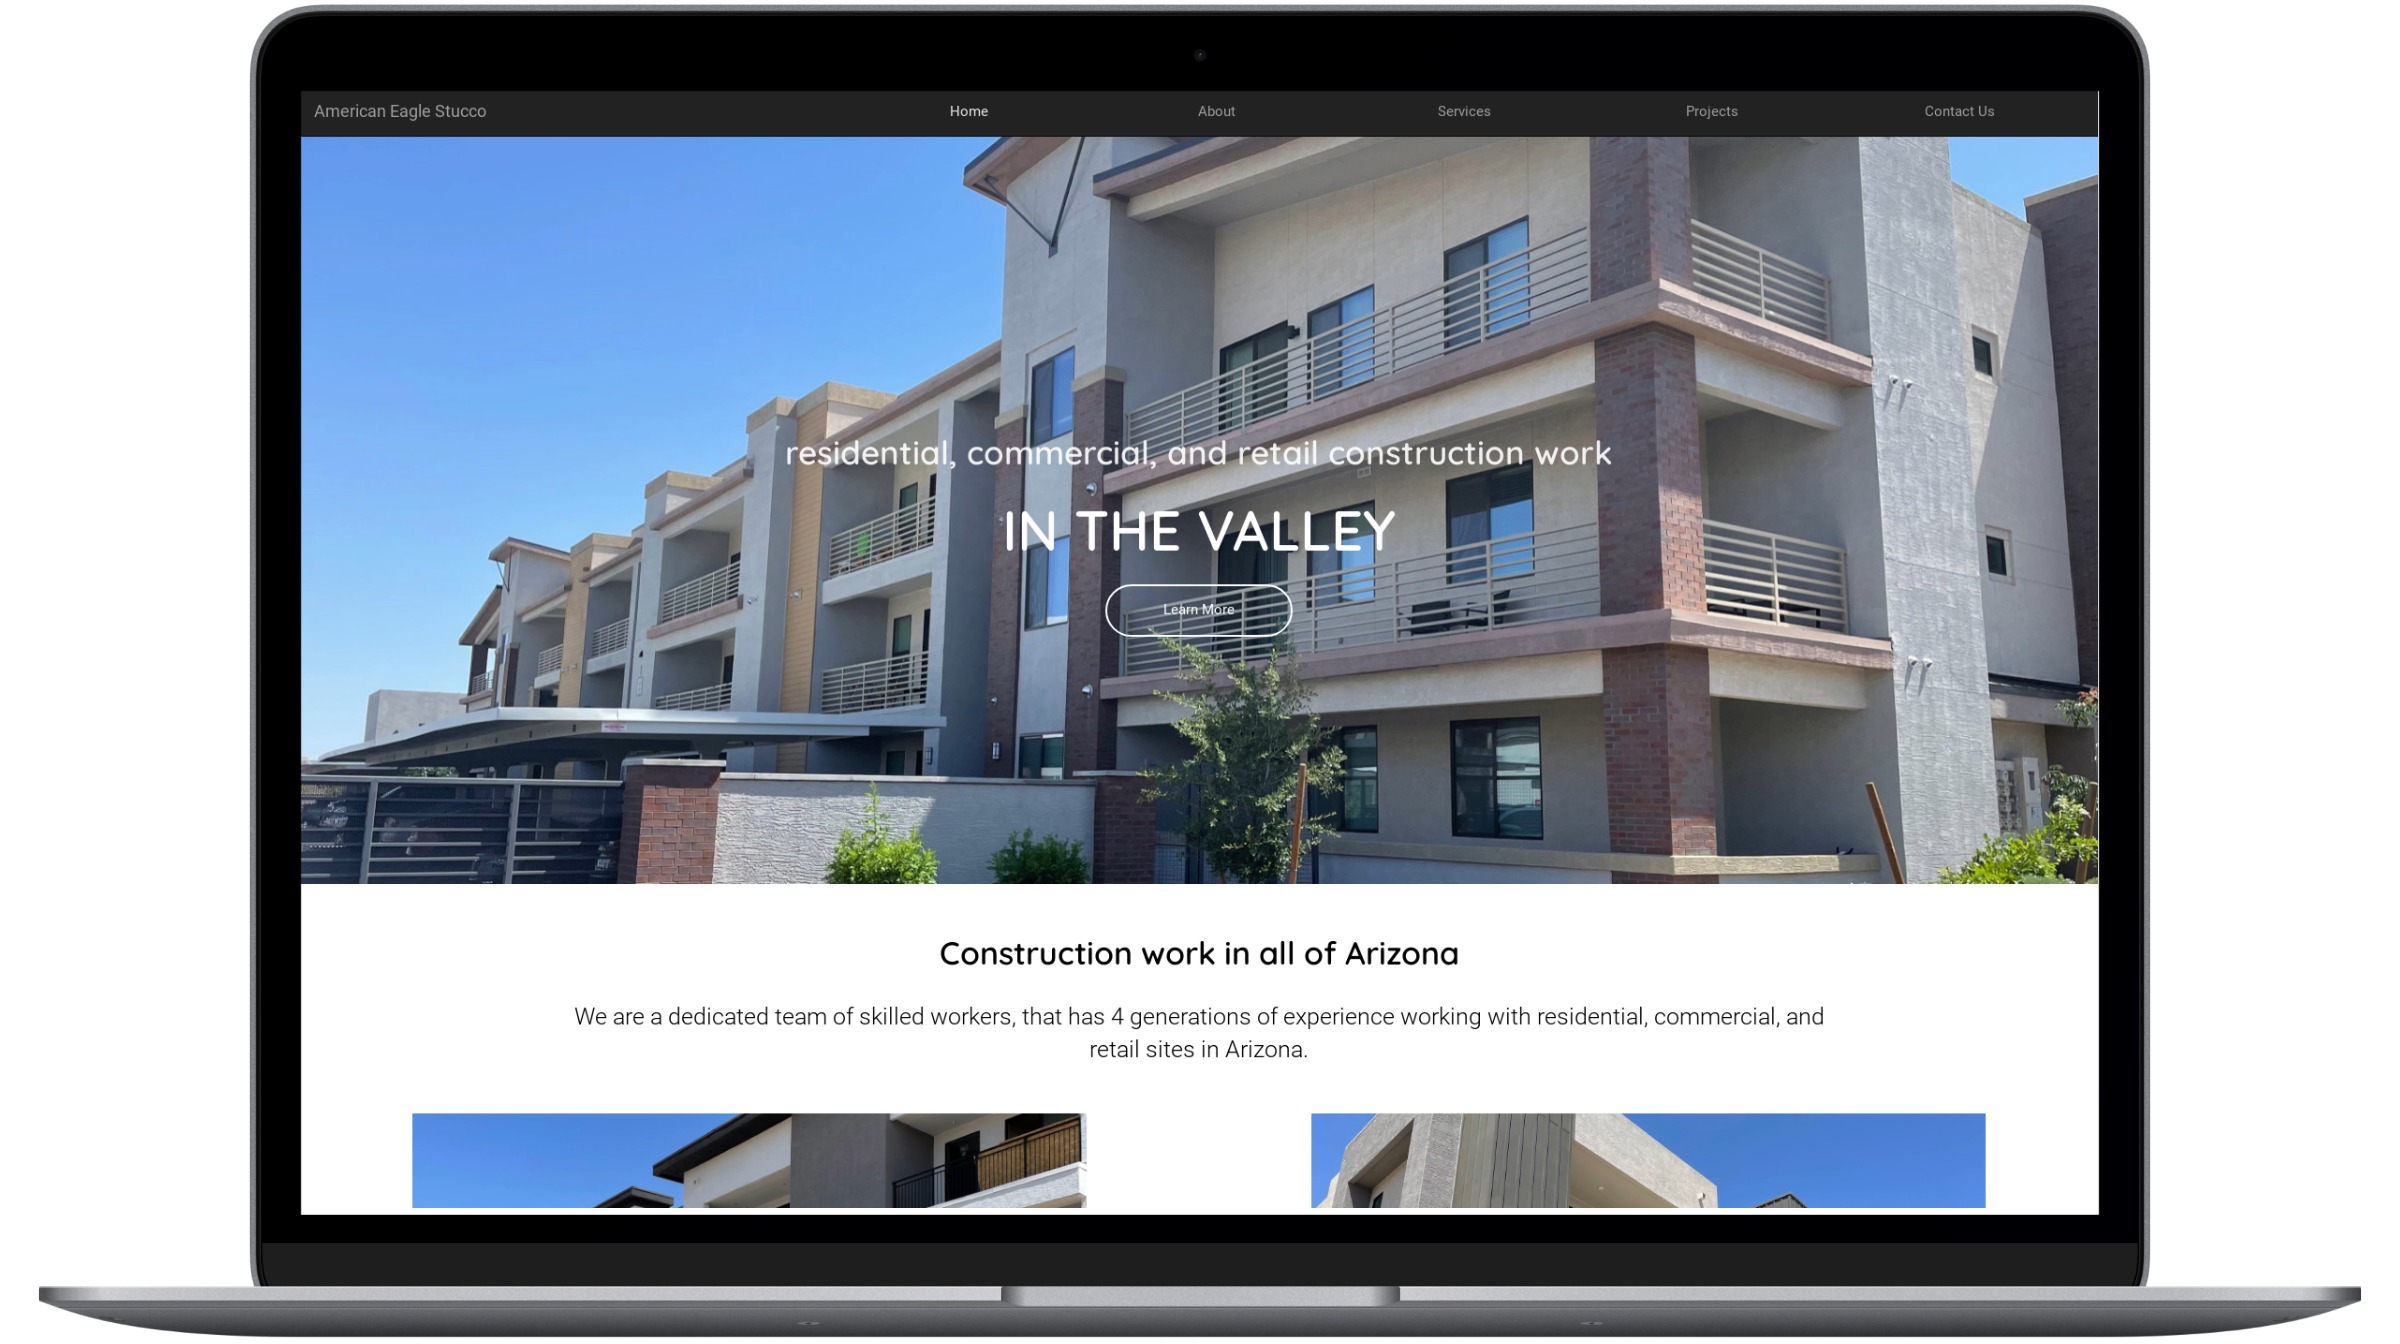 American Eagle Stucco Home About Services Projects Contact Us
residential, commercial, and retail construction work
IN THE VALLEY
Learn More
Construction work in all of Arizona
We are a dedicated team of skilled workers, that has 4 generations of experience working with residential, commercial, and
retail sites in Arizona.